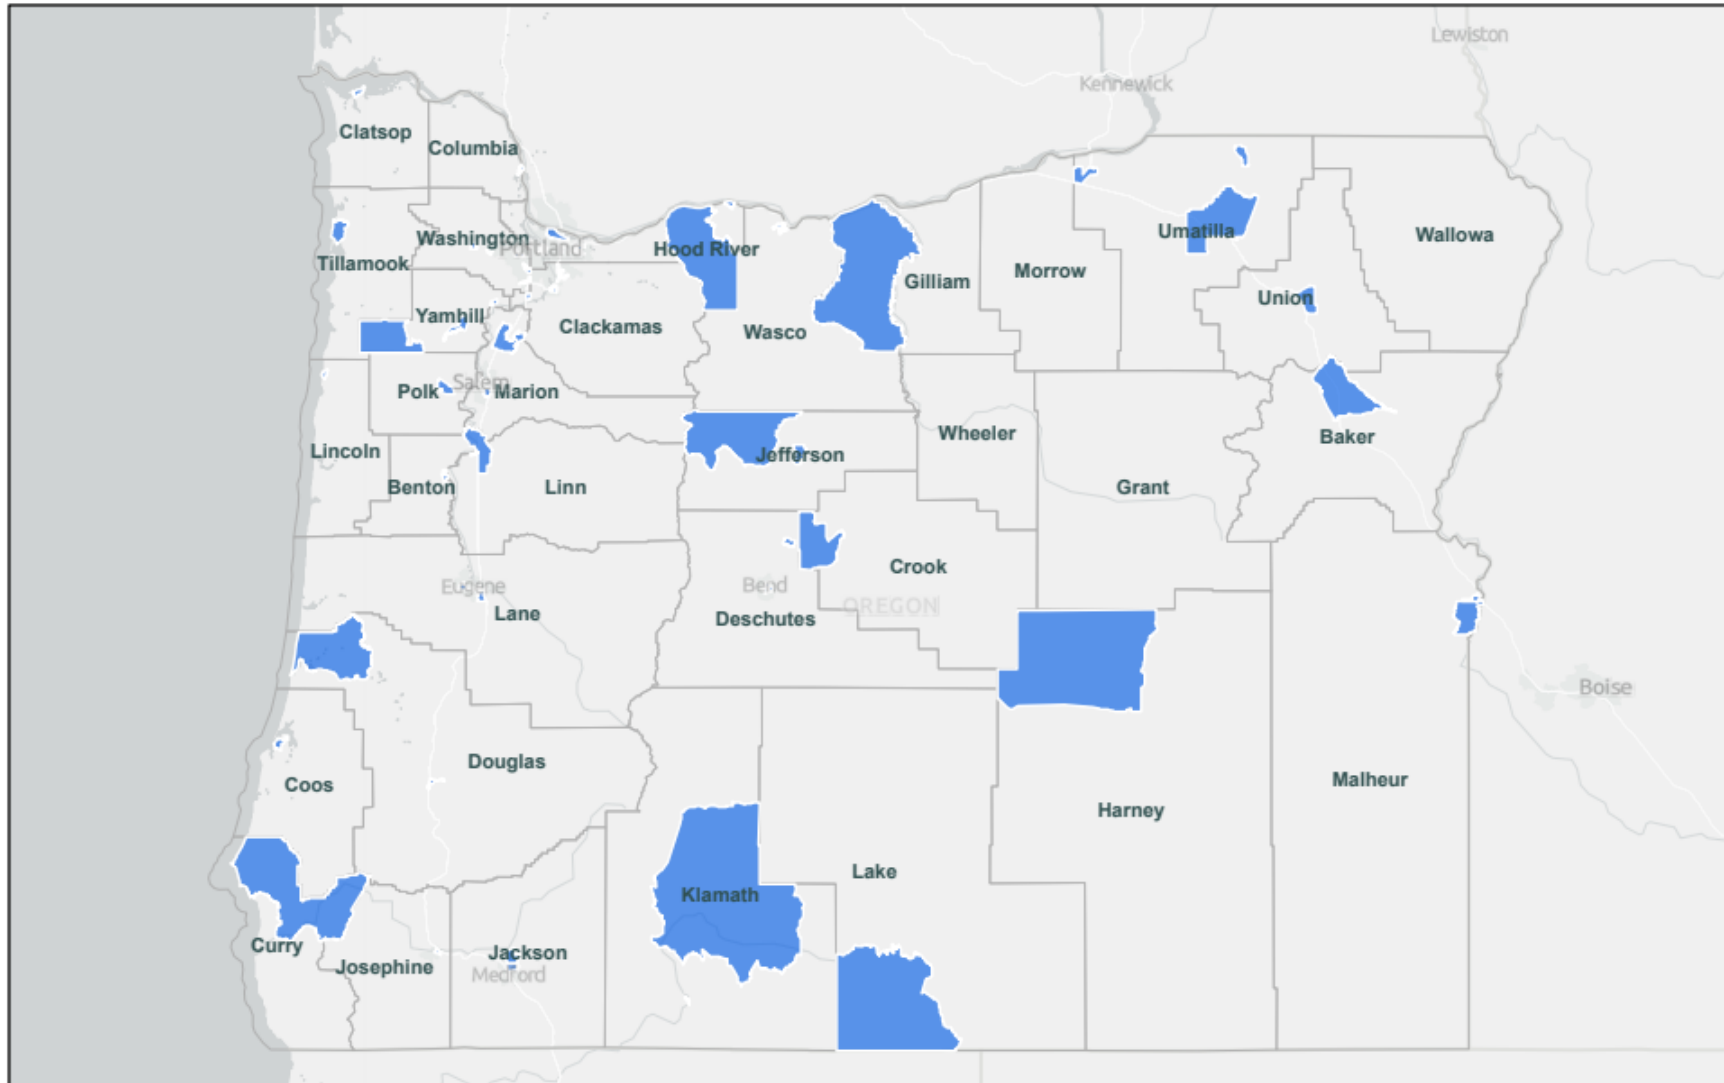 Lewiston
Kennewick
Clatsop
Columbia
Washington
Portland
Hood River
Umatilla
Wallowa
Tillamook
Gilliam
Morrow
Union
Yamhill
Clackamas
Wasco
Polk
Salem
Marion
Wheeler
Baker
Lincoln
Jefferson
Benton
Linn
Grant
Eugene
Lane
Bend
Crook
OREGON
Deschutes
Boise
Douglas
Coos
Malheur
Harney
Lake
Klamath
Curry
Josephine
Jackson
Medford